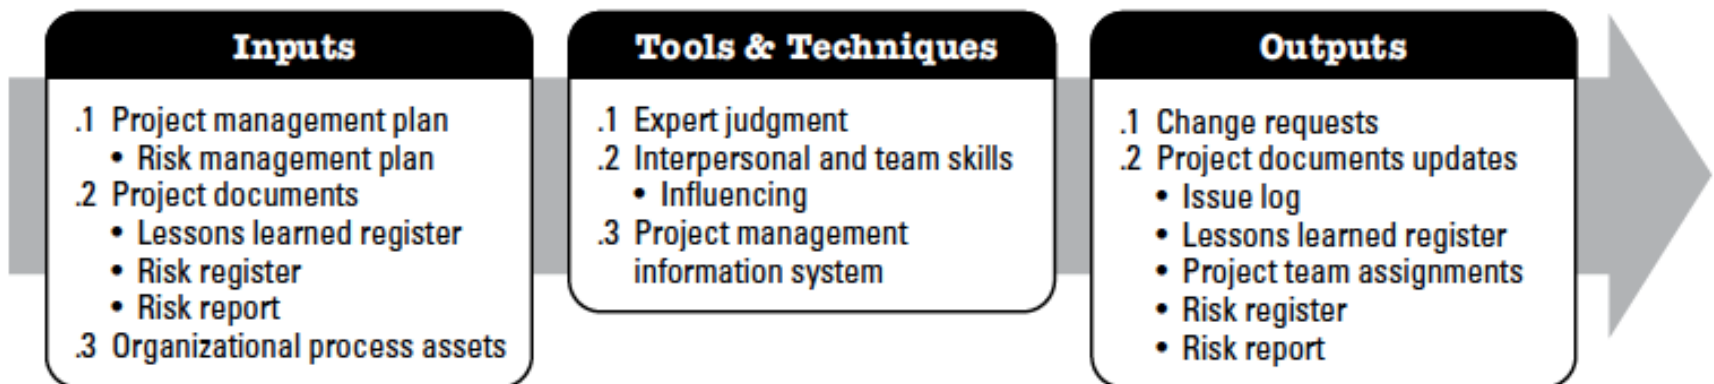 Inputs
.1 Project management plan
• Risk management plan
.2 Project documents
• Lessons learned register
• Risk register
• Risk report
.3 Organizational process assets
Tools & Techniques
.1 Expert judgment
.2 Interpersonal and team skills
• Influencing
.3 Project management
information system
Outputs
.1 Change requests
.2 Project documents updates
• Issue log
• Lessons learned register
• Project team assignments
• Risk register
• Risk report